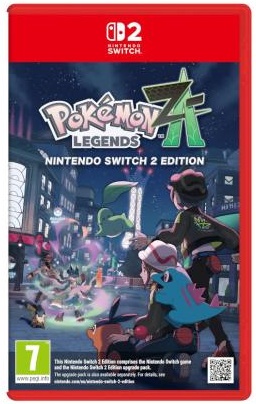 2
NINTENDO
SWITCH™
POKÉMON
LEGENDS
Z-A
NINTENDO SWITCH 2 EDITION
7
www.pegi.info
This Nintendo Switch 2 Edition comprises the Nintendo Switch game
and the Nintendo Switch 2 Edition upgrade pack.
The upgrade pack is also available separately. For details, see
nintendo.com/nintendo-switch-2-edition